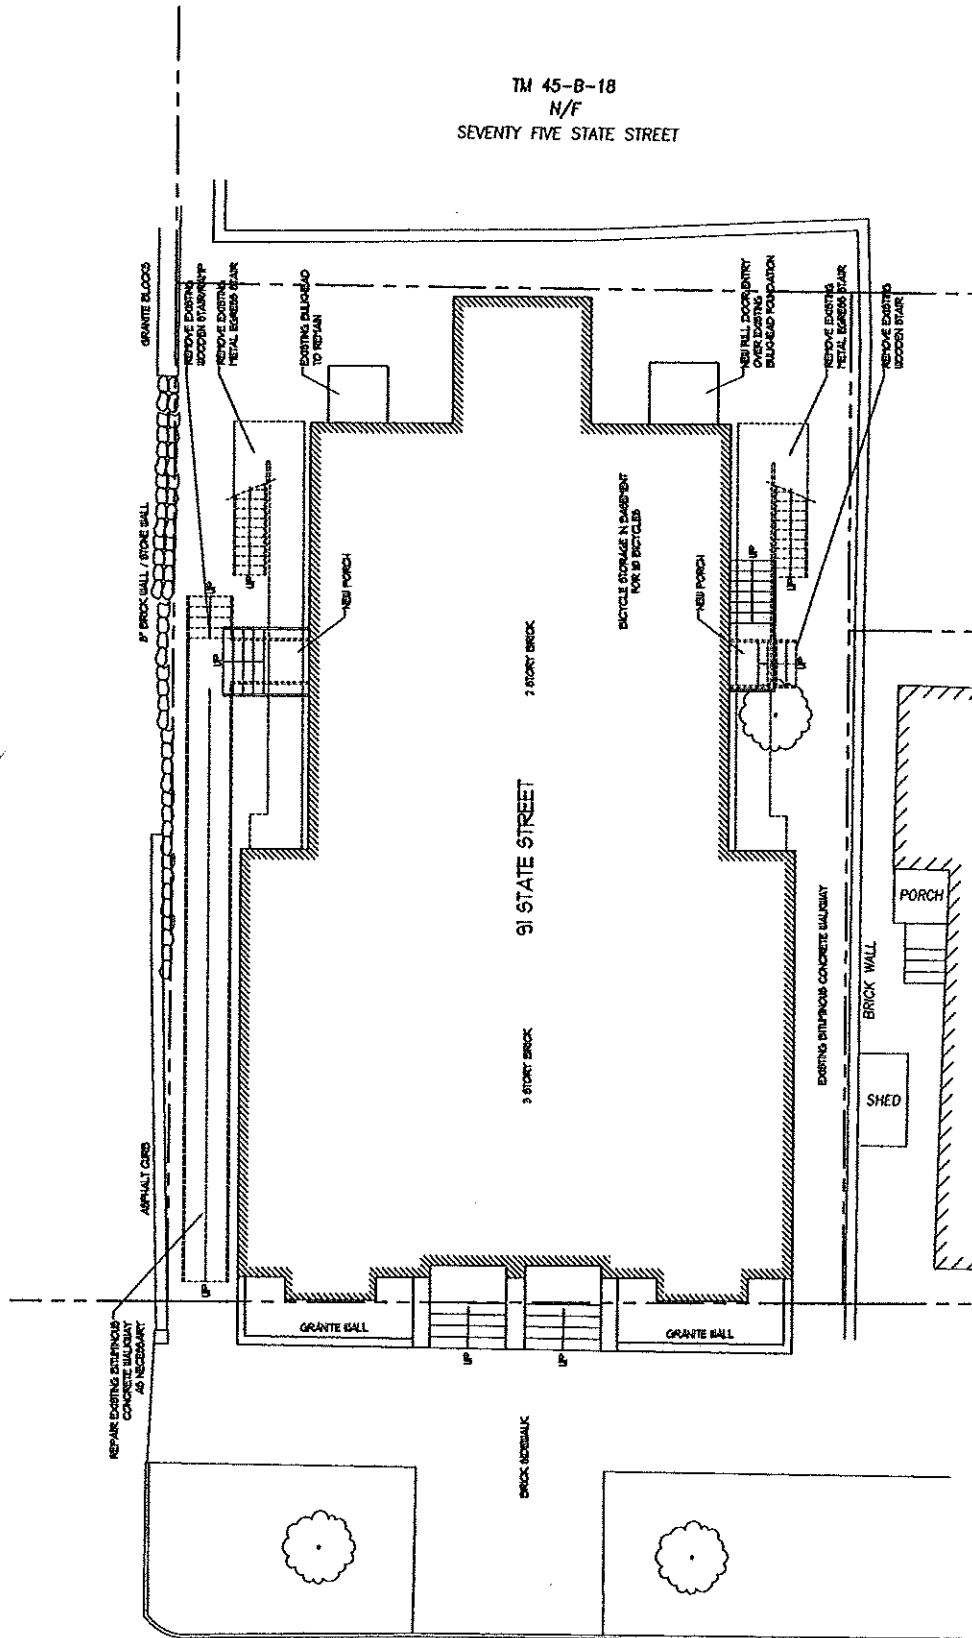 TM 45-B-18
N/F
SEVENTY FIVE STATE STREET
GRANITE BLOCKS
REMOVE EXISTING
WOODEN STAIR/RAMP
REMOVE EXISTING
METAL EGRESS STAIR
EXISTING BULKHEAD
TO REMAIN
NEW FULL DOOR/ENTRY
OVER EXISTING
BULKHEAD FOUNDATION
REMOVE EXISTING
METAL EGRESS STAIR
REMOVE EXISTING
WOODEN STAIR
8" BRICK WALL / STONE WALL
UP
UP
UP
NEW PORCH
BICYCLE STORAGE IN BASEMENT
FOR 10 BICYCLES
NEW PORCH
UP
UP
UP
2 STORY BRICK
91 STATE STREET
3 STORY BRICK
EXISTING BITUMINOUS CONCRETE WALKWAY
BRICK WALL
PORCH
SHED
ASPHALT CURB
UP
REPAIR EXISTING BITUMINOUS
CONCRETE WALKWAY
AS NECESSARY
GRANITE WALL
GRANITE WALL
UP
UP
BRICK SIDEWALK